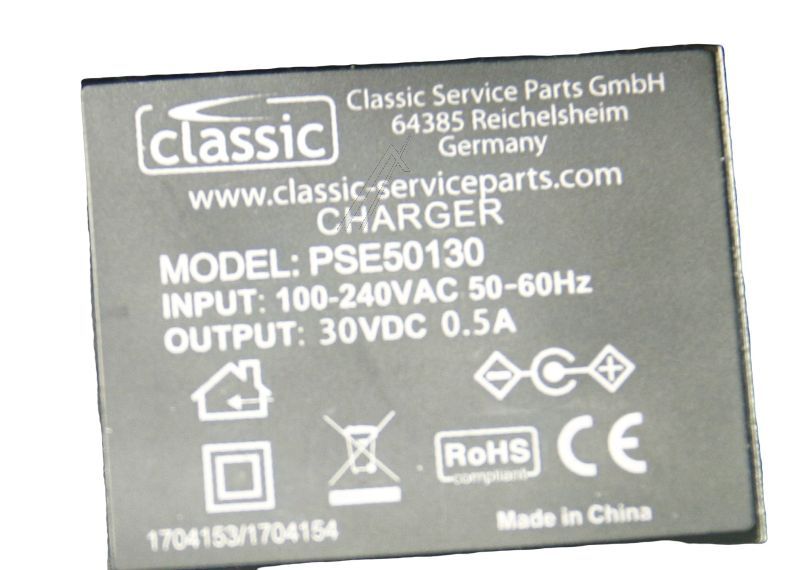 classic
Classic Service Parts GmbH
64385 Reichelsheim
Germany
www.classic-serviceparts.com
CHARGER
MODEL: PSE50130
INPUT: 100-240VAC 50-60Hz
OUTPUT: 30VDC 0.5A
RoHS
compliant
CE
1704153/1704154
Made in China